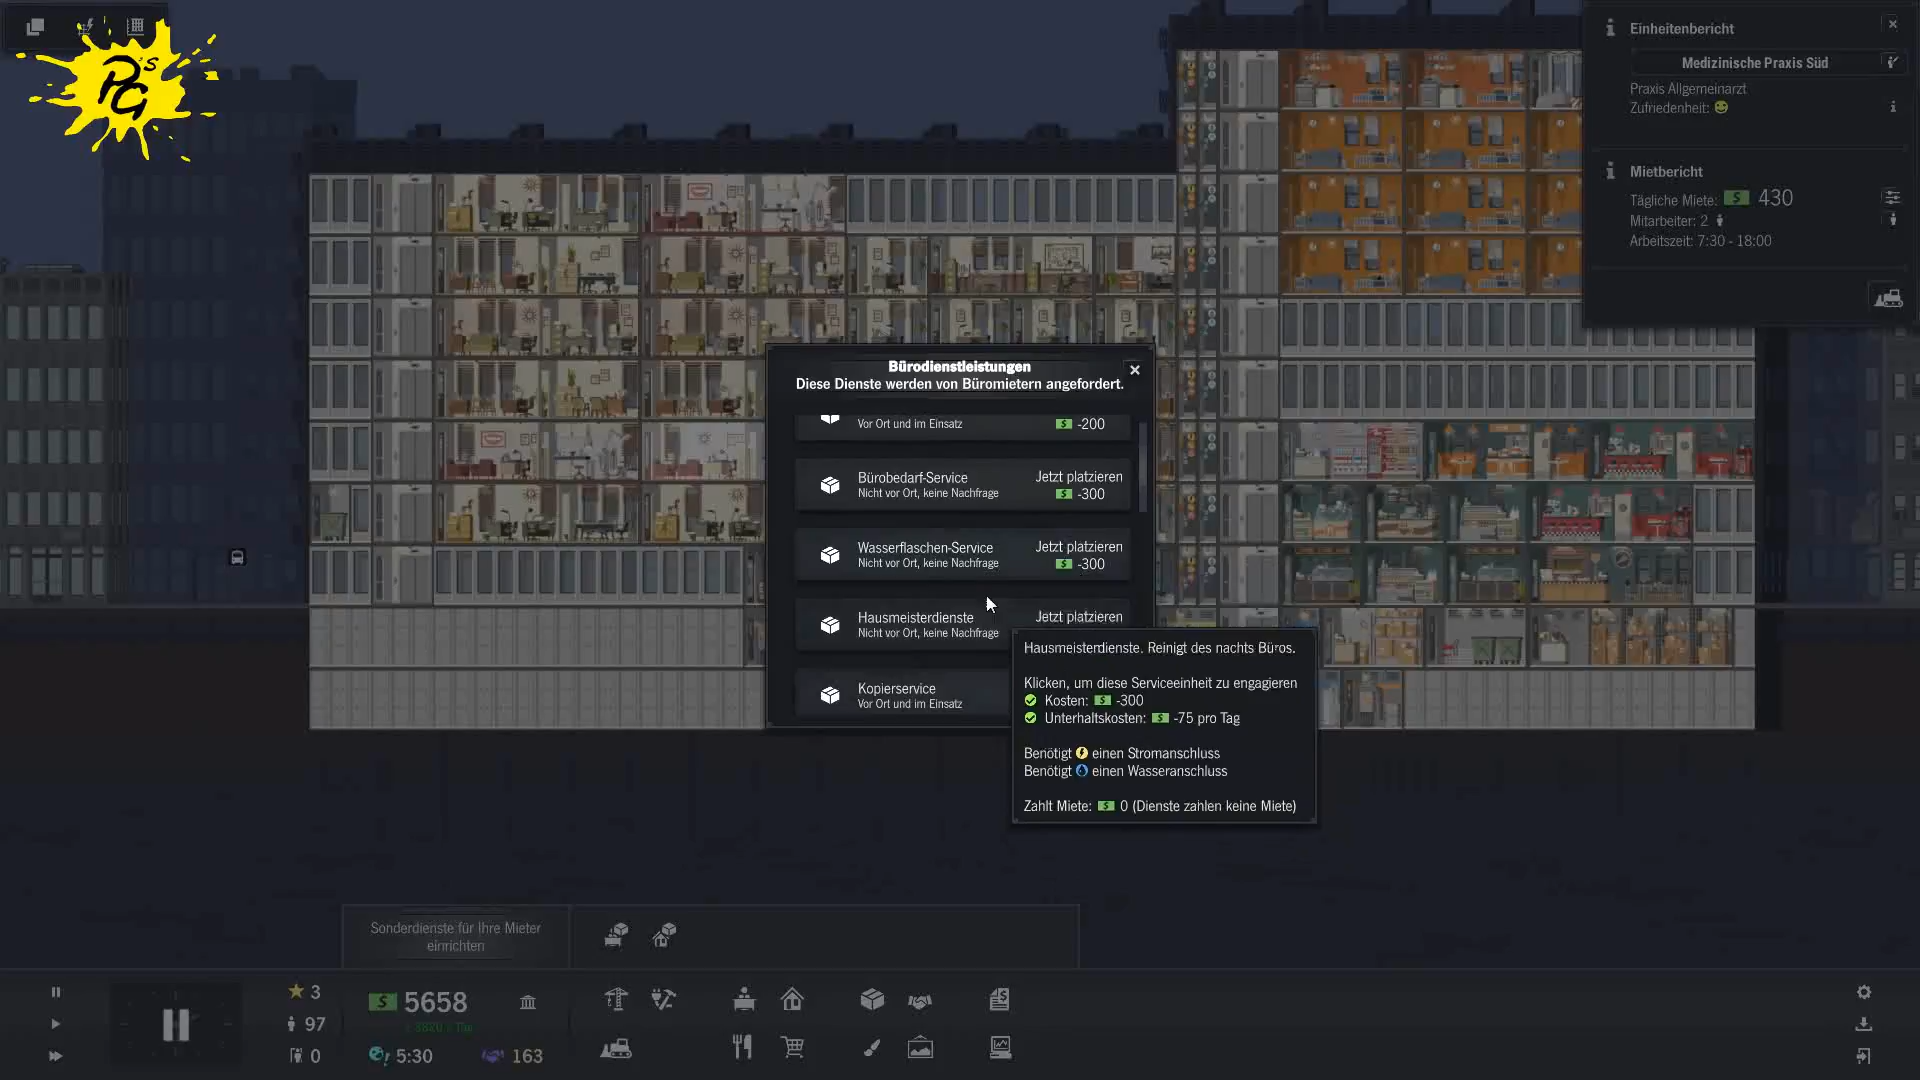 P'S
G
Einheitenbericht
Medizinische Praxis Süd
Praxis Allgemeinarzt
Zufriedenheit:
Mietbericht
Tägliche Miete: $ 430
Mitarbeiter: 2
Arbeitszeit: 7:30 - 18:00
Bürodienstleistungen
Diese Dienste werden von Büromietern angefordert.
Vor Ort und im Einsatz $ -200
Bürobedarf-Service Jetzt platzieren
Nicht vor Ort, keine Nachfrage $ -300
Wasserflaschen-Service Jetzt platzieren
Nicht vor Ort, keine Nachfrage $ -300
Hausmeisterdienste Jetzt platzieren
Nicht vor Ort, keine Nachfrage
Kopierservice
Vor Ort und im Einsatz
Hausmeisterdienste. Reinigt des nachts Büros.
Klicken, um diese Serviceeinheit zu engagieren
Kosten: $ -300
Unterhaltskosten: $ -75 pro Tag
Benötigt einen Stromanschluss
Benötigt einen Wasseranschluss
Zahlt Miete: $ 0 (Dienste zahlen keine Miete)
Sonderdienste für Ihre Mieter
einrichten
3
97
0
$ 5658
5:30
163